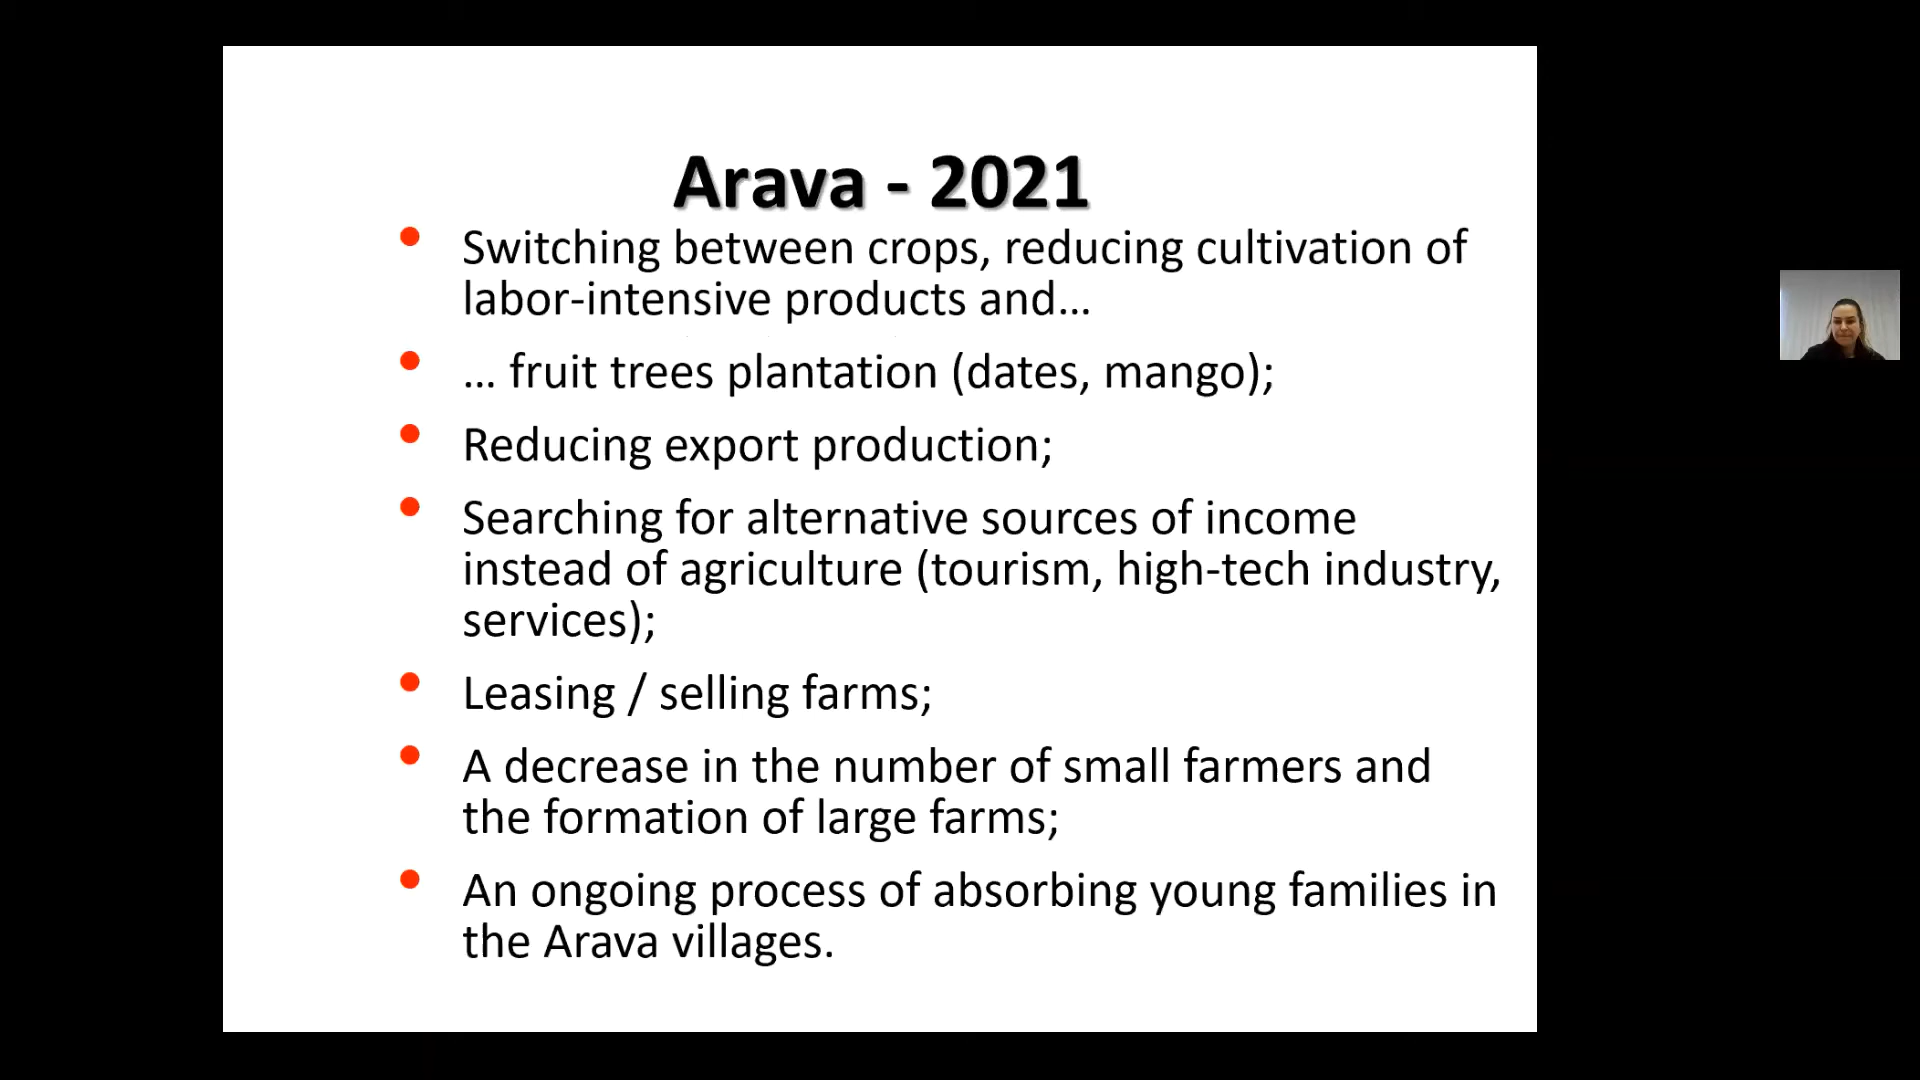 Arava - 2021
• Switching between crops, reducing cultivation of
labor-intensive products and...
• ... fruit trees plantation (dates, mango);
• Reducing export production;
• Searching for alternative sources of income
instead of agriculture (tourism, high-tech industry,
services);
• Leasing / selling farms;
• A decrease in the number of small farmers and
the formation of large farms;
• An ongoing process of absorbing young families in
the Arava villages.